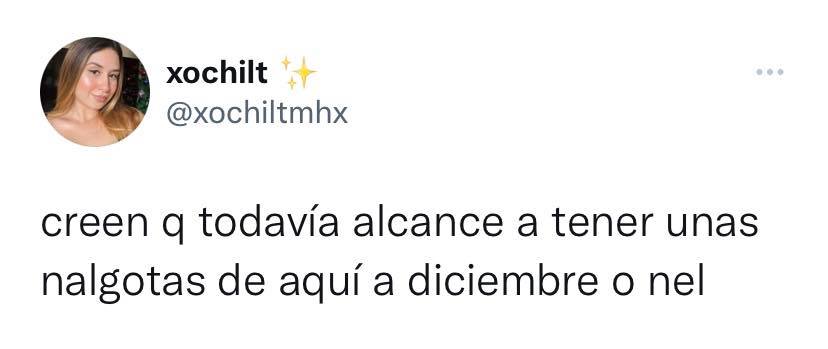 xochilt ✨
@xochiltmhx
creen q todavía alcance a tener unas
nalgotas de aquí a diciembre o nel